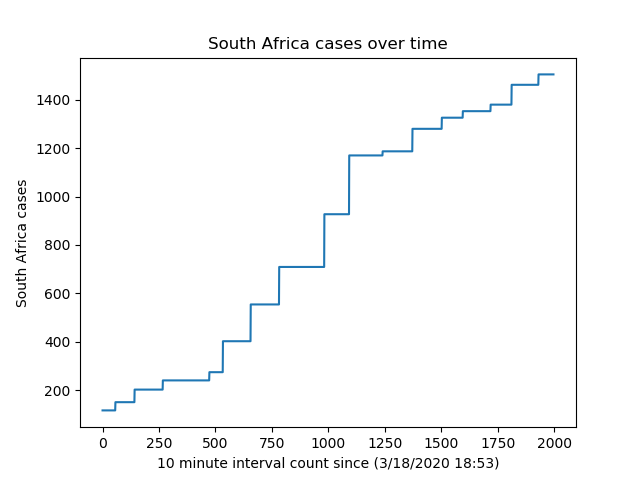 South Africa cases over time
1400
1200
1000
800
600
400
200
South Africa cases
0 250 500 750 1000 1250 1500 1750 2000
10 minute interval count since (3/18/2020 18:53)